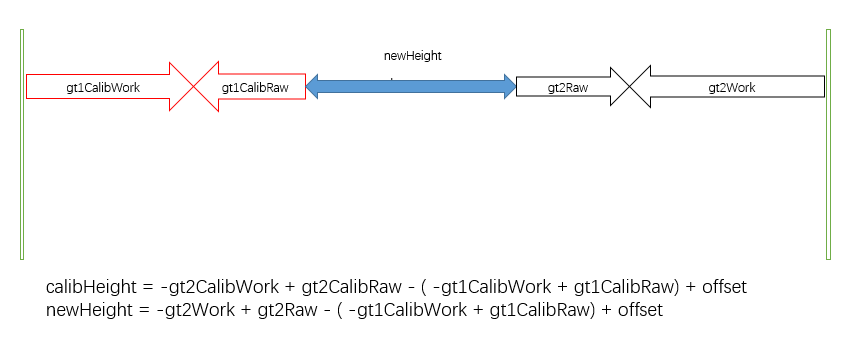 newHeight
gt1CalibWork
gt1CalibRaw
gt2Raw
gt2Work
calibHeight = -gt2CalibWork + gt2CalibRaw - ( -gt1CalibWork + gt1CalibRaw) + offset
newHeight = -gt2Work + gt2Raw - ( -gt1CalibWork + gt1CalibRaw) + offset